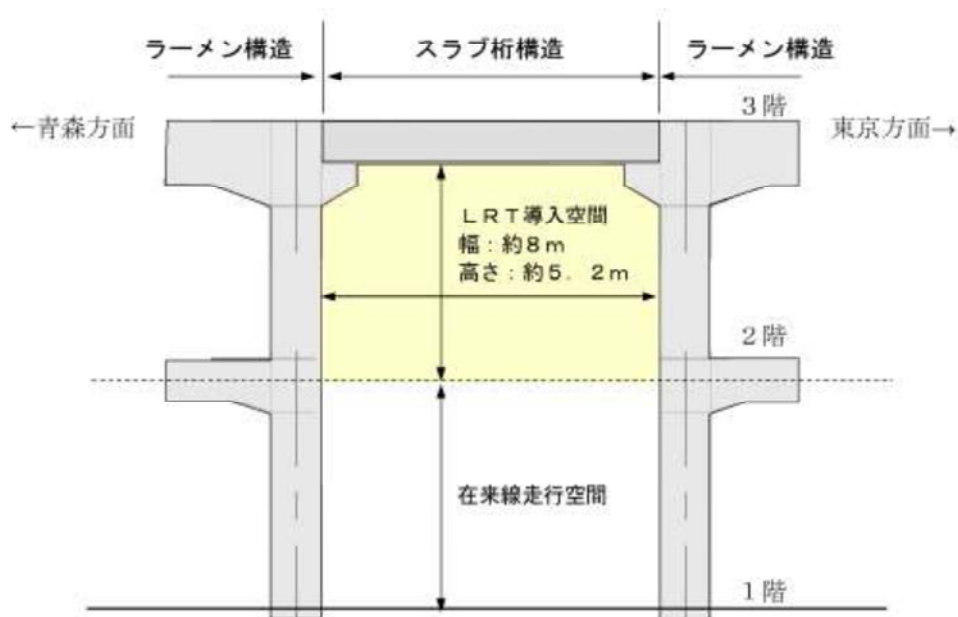 ラーメン構造
スラブ桁構造
ラーメン構造
3階
←青森方面
東京方面→
LRT導入空間
幅：約8m
高さ：約5．2m
2階
在来線走行空間
1階